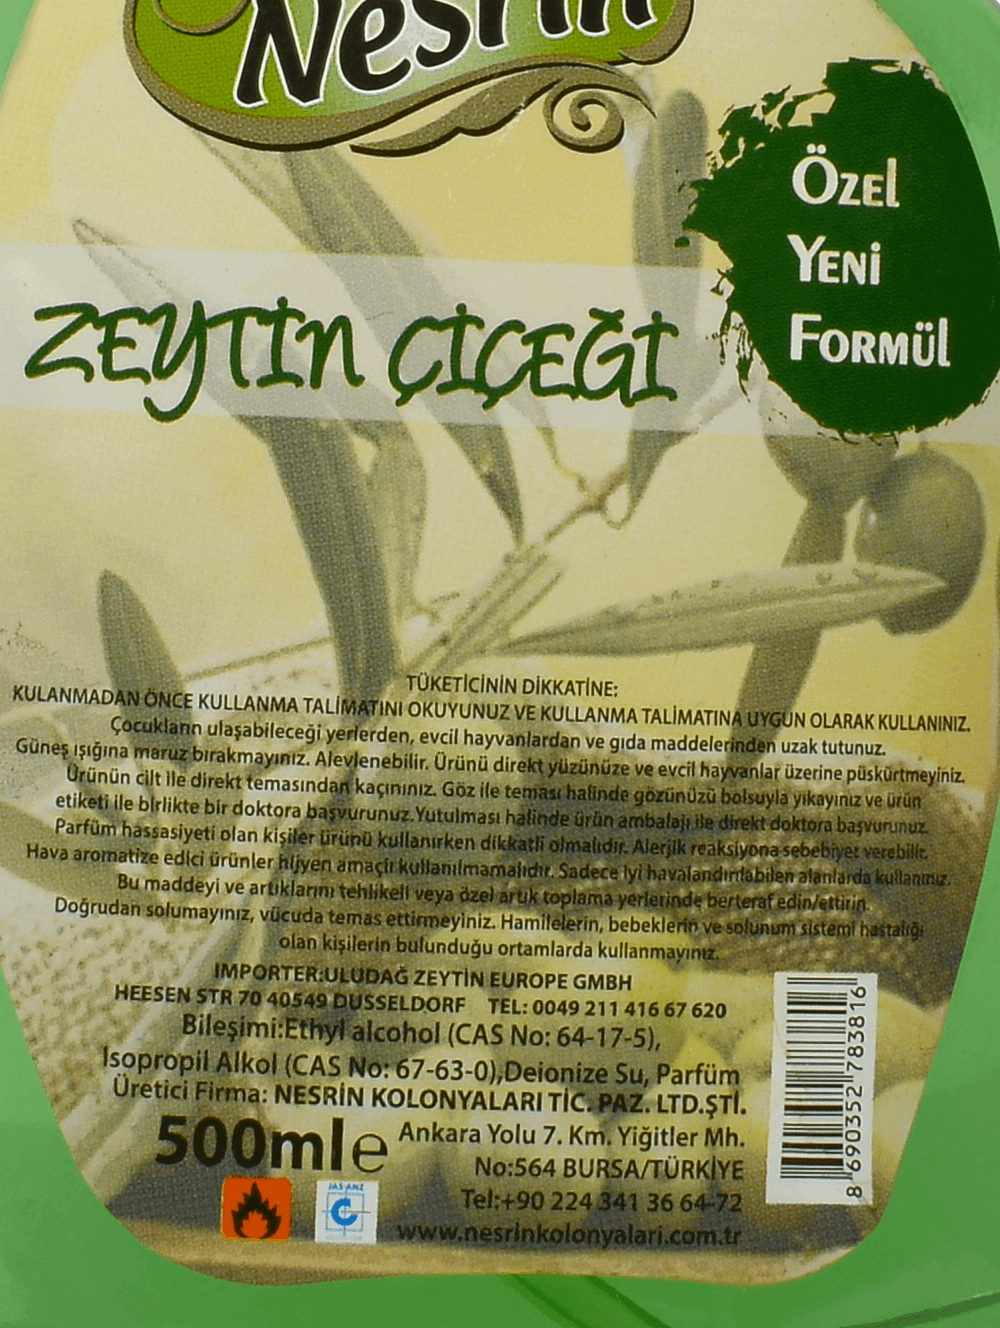 Nesrin
ÖZEL
YENİ
FORMÜL
ZEYTİN ÇİÇEĞİ
TÜKETİCİNİN DİKKATİNE:
KULANMADAN ÖNCE KULLANMA TALİMATINI OKUYUNUZ VE KULLANMA TALİMATINA UYGUN OLARAK KULLANINIZ.
Çocukların ulaşabileceği yerlerden, evcil hayvanlardan ve gıda maddelerinden uzak tutunuz.
Güneş ışığına maruz bırakmayınız. Alevlenebilir. Ürünü direkt yüzünüze ve evcil hayvanlar üzerine püskürtmeyiniz.
Ürünün cilt ile direkt temasından kaçınınız. Göz ile teması halinde gözünüzü bolsuyla yıkayınız ve ürün
etiketi ile birlikte bir doktora başvurunuz.Yutulması halinde ürün ambalajı ile direkt doktora başvurunuz.
Parfüm hassasiyeti olan kişiler ürünü kullanırken dikkatli olmalıdır. Alerjik reaksiyona sebebiyet verebilir.
Hava aromatize edici ürünler hijyen amaçlı kullanılmamalıdır. Sadece iyi havalandırılabilen alanlarda kullanınız.
Bu maddeyi ve artıklarını tehlikeli veya özel artık toplama yerlerinde berteraf edin/ettirin.
Doğrudan solumayınız, vücuda temas ettirmeyiniz. Hamilelerin, bebeklerin ve solunum sistemi hastalığı
olan kişilerin bulunduğu ortamlarda kullanmayınız.
IMPORTER:ULUDAĞ ZEYTİN EUROPE GMBH
HEESEN STR 70 40549 DUSSELDORF TEL: 0049 211 416 67 620
Bileşimi:Ethyl alcohol (CAS No: 64-17-5),
Isopropil Alkol (CAS No: 67-63-0),Deionize Su, Parfüm
Üretici Firma: NESRİN KOLONYALARI TİC. PAZ. LTD.ŞTİ.
500ml e
Ankara Yolu 7. Km. Yiğitler Mh.
No:564 BURSA/TÜRKİYE
Tel:+90 224 341 36 64-72
www.nesrinkolonyalari.com.tr
JAS-ANZ
8 690352 783816